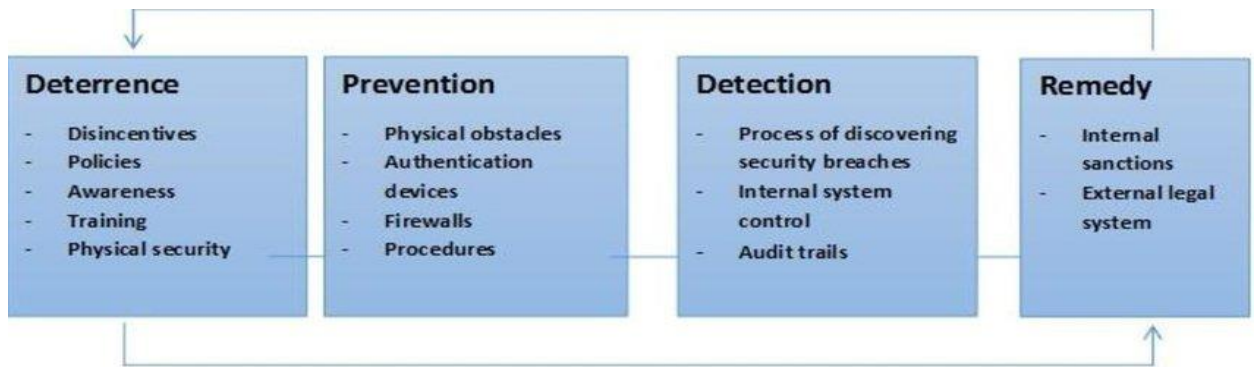 Deterrence
- Disincentives
- Policies
- Awareness
- Training
- Physical security
Prevention
- Physical obstacles
- Authentication
devices
- Firewalls
- Procedures
Detection
- Process of discovering
security breaches
- Internal system
control
- Audit trails
Remedy
- Internal
sanctions
- External legal
system